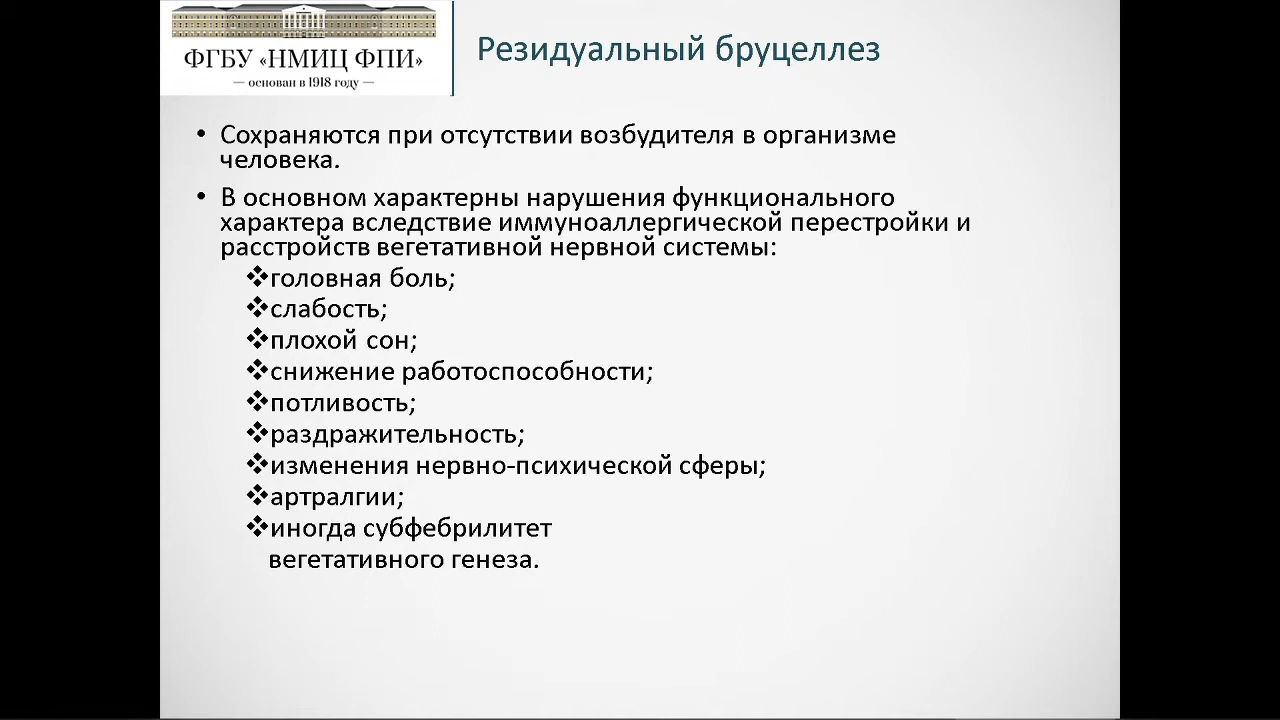 ФГБУ «НМИЦ ФПИ»
— основан в 1918 году —
Резидуальный бруцеллез
• Сохраняются при отсутствии возбудителя в организме
человека.
• В основном характерны нарушения функционального
характера вследствие иммуноаллергической перестройки и
расстройств вегетативной нервной системы:
❖головная боль;
❖слабость;
❖плохой сон;
❖снижение работоспособности;
❖потливость;
❖раздражительность;
❖изменения нервно-психической сферы;
❖артралгии;
❖иногда субфебрилитет
вегетативного генеза.